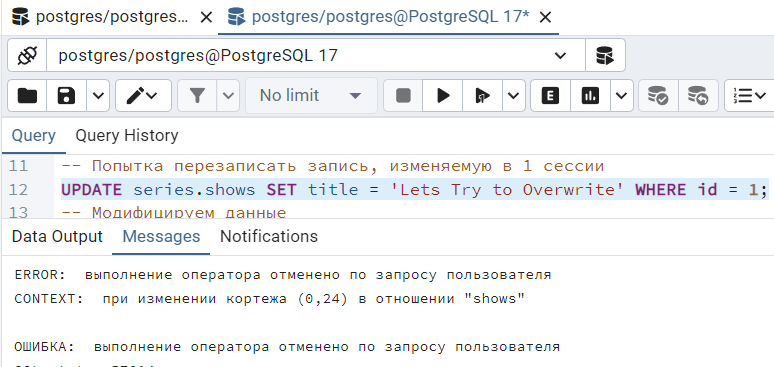 postgres/postgres...
postgres/postgres@PostgreSQL 17*
postgres/postgres@PostgreSQL 17
No limit
E
Query Query History
11 -- Попытка перезаписать запись, изменяемую в 1 сессии
12 UPDATE series.shows SET title = 'Lets Try to Overwrite' WHERE id = 1;
13 -- Модифицируем данные
Data Output Messages Notifications
ERROR: выполнение оператора отменено по запросу пользователя
CONTEXT: при изменении кортежа (0,24) в отношении "shows"
ОШИБКА: выполнение оператора отменено по запросу пользователя